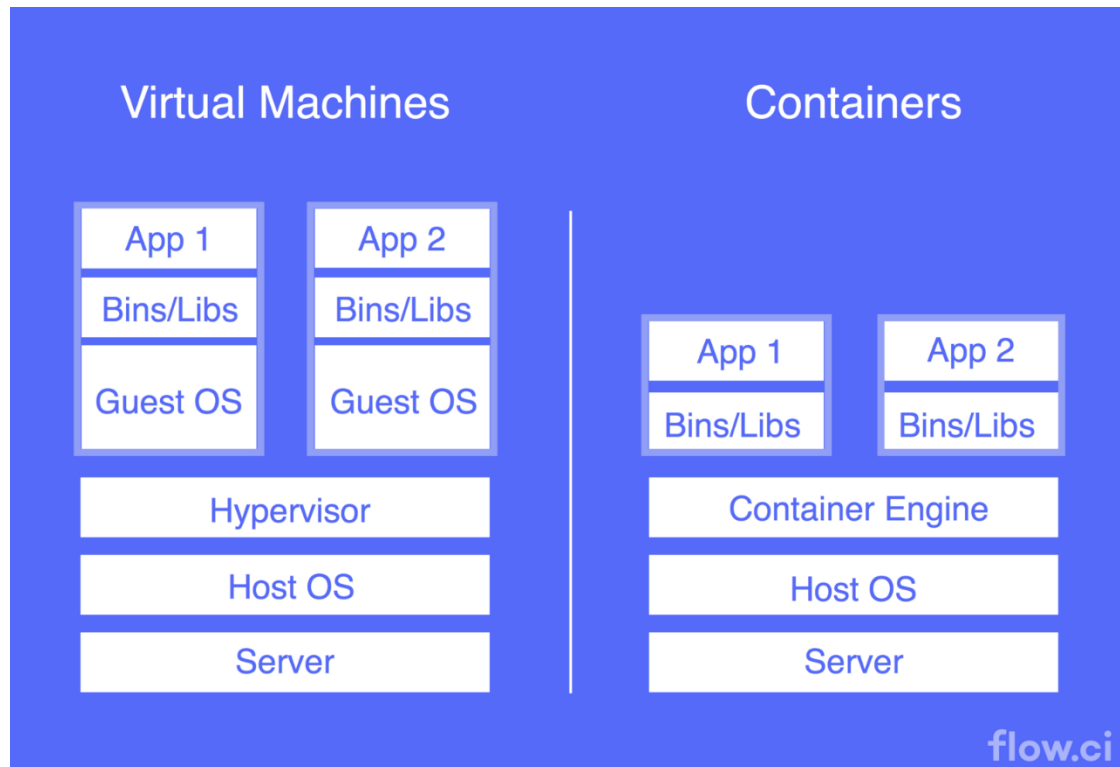 Virtual Machines
App 1
Bins/Libs
Guest OS
App 2
Bins/Libs
Guest OS
Hypervisor
Host OS
Server
Containers
App 1
Bins/Libs
App 2
Bins/Libs
Container Engine
Host OS
Server
flow.ci